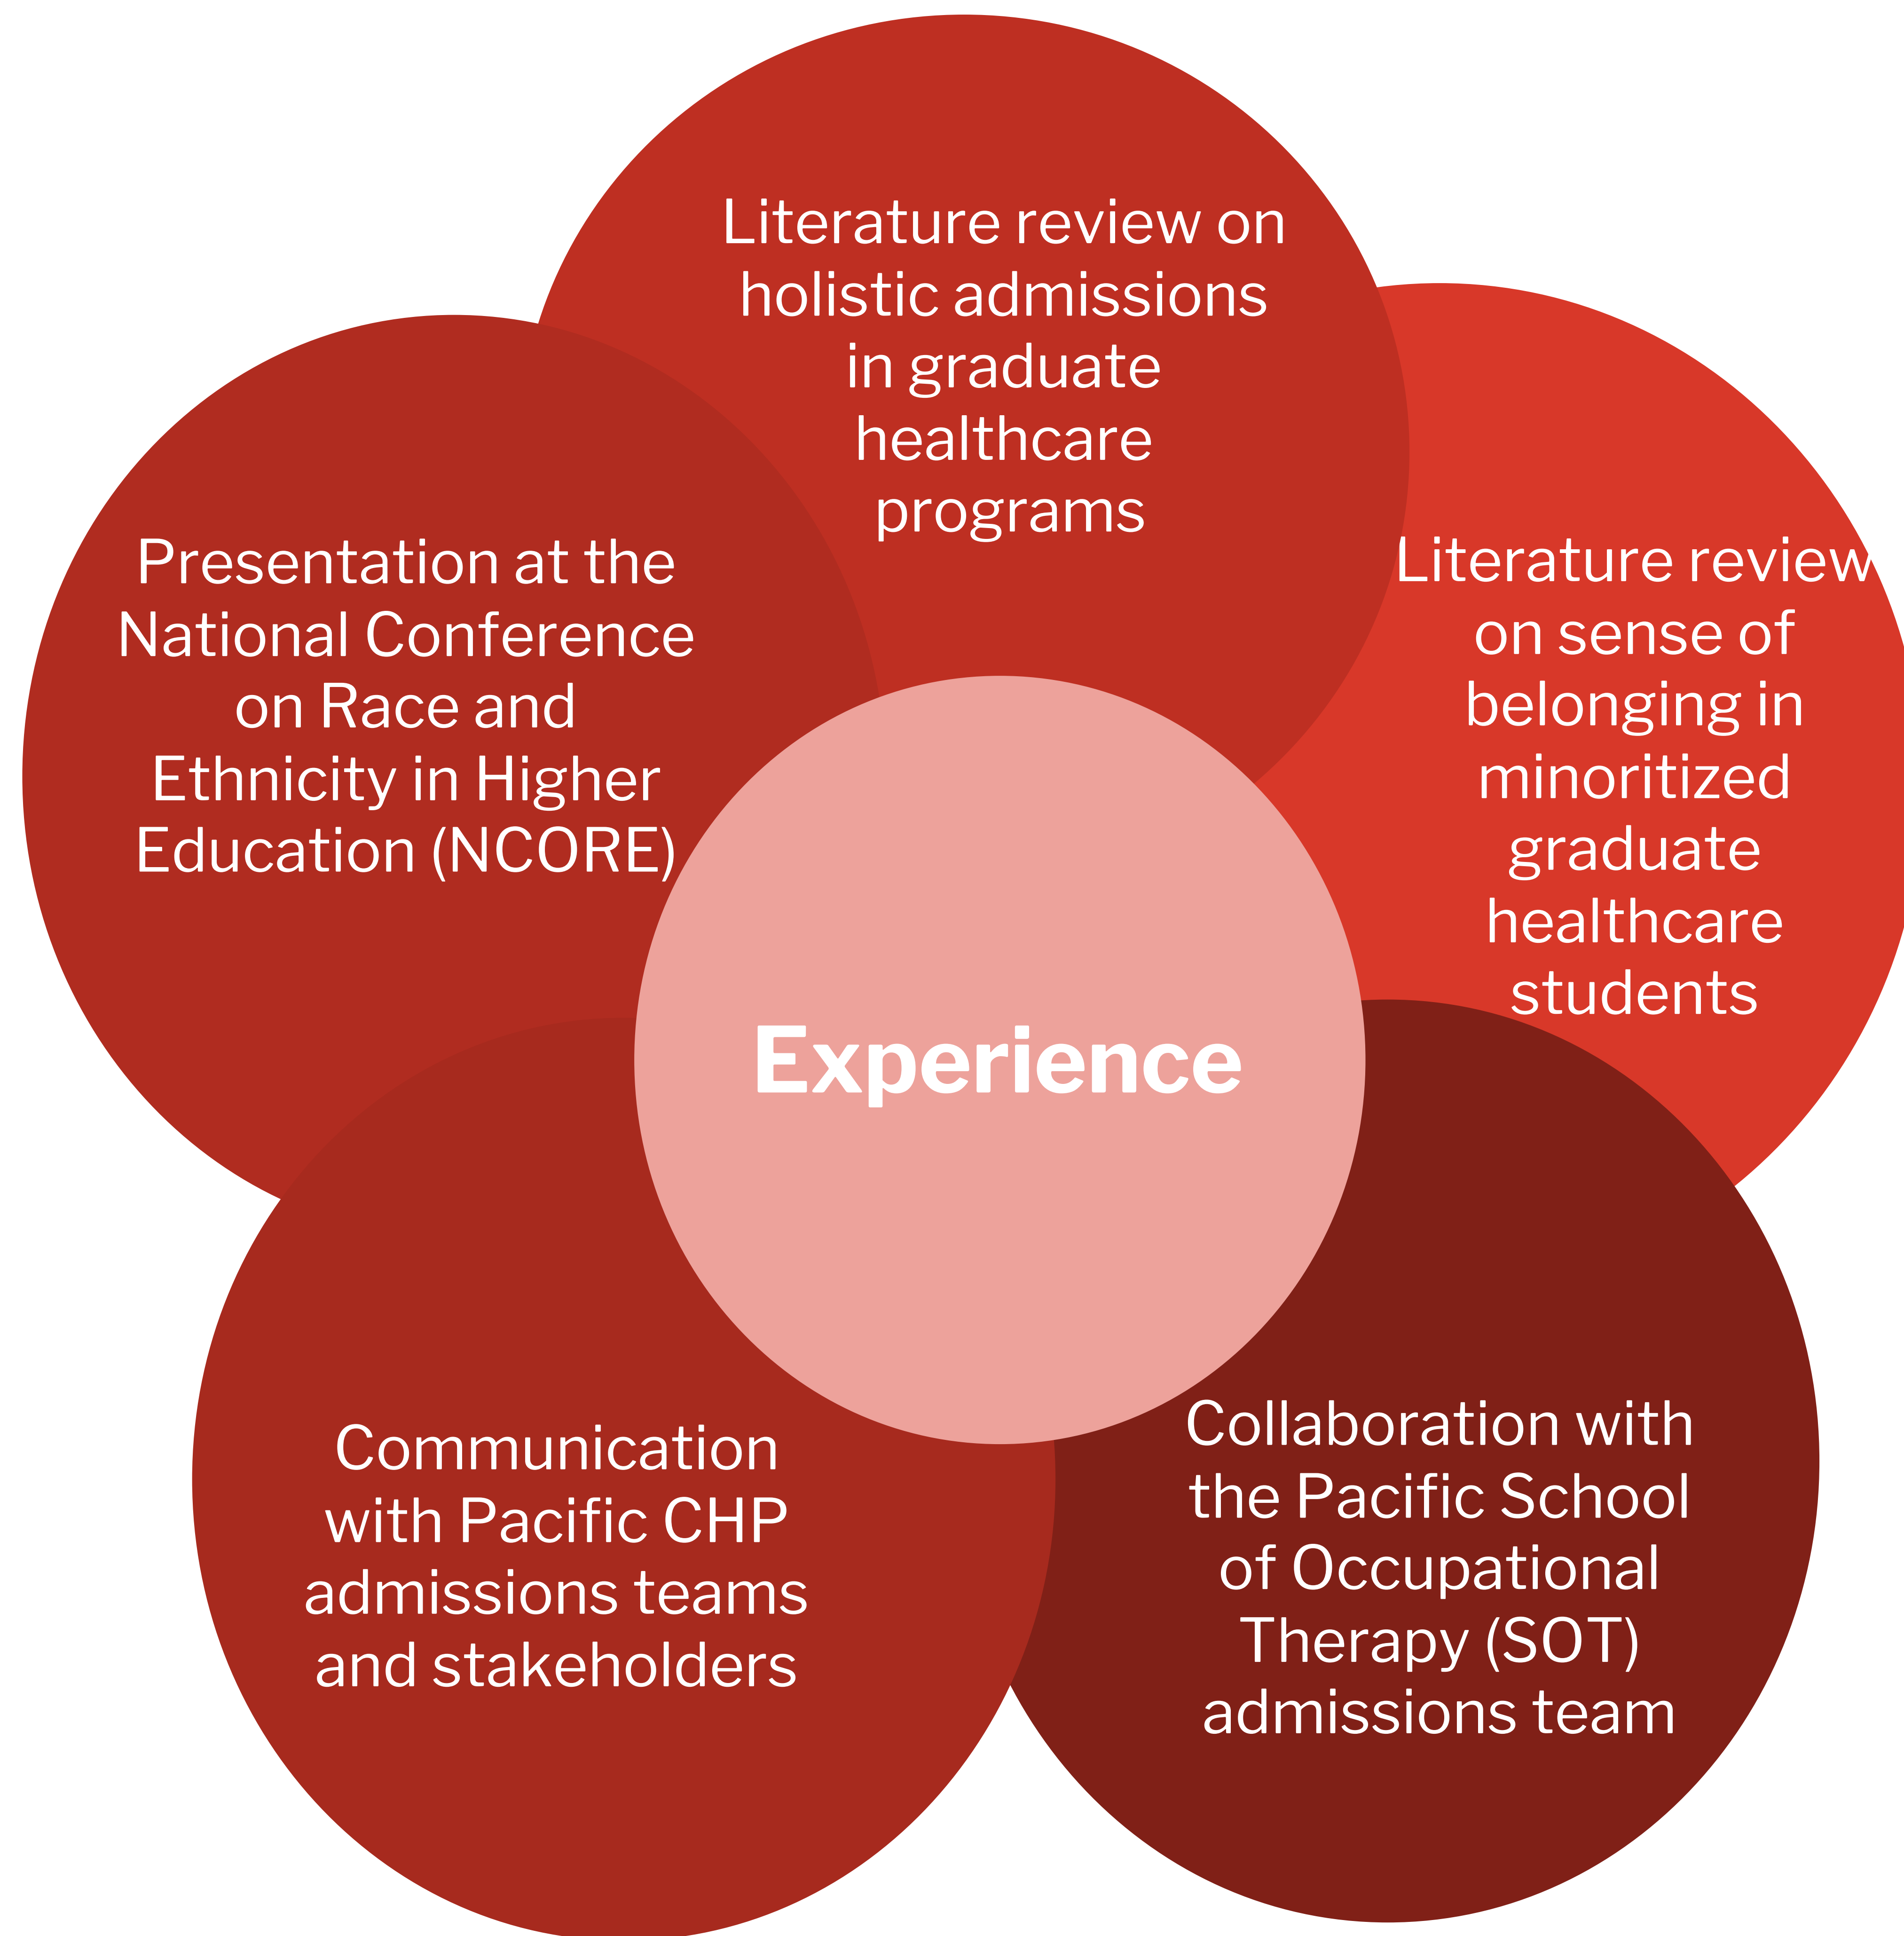 Literature review on
holistic admissions
in graduate
healthcare
programs
Literature review
on sense of
belonging in
minoritized
graduate
healthcare
students
Presentation at the
National Conference
on Race and
Ethnicity in Higher
Education (NCORE)
Experience
Communication
with Pacific CHP
admissions teams
and stakeholders
Collaboration with
the Pacific School
of Occupational
Therapy (SOT)
admissions team